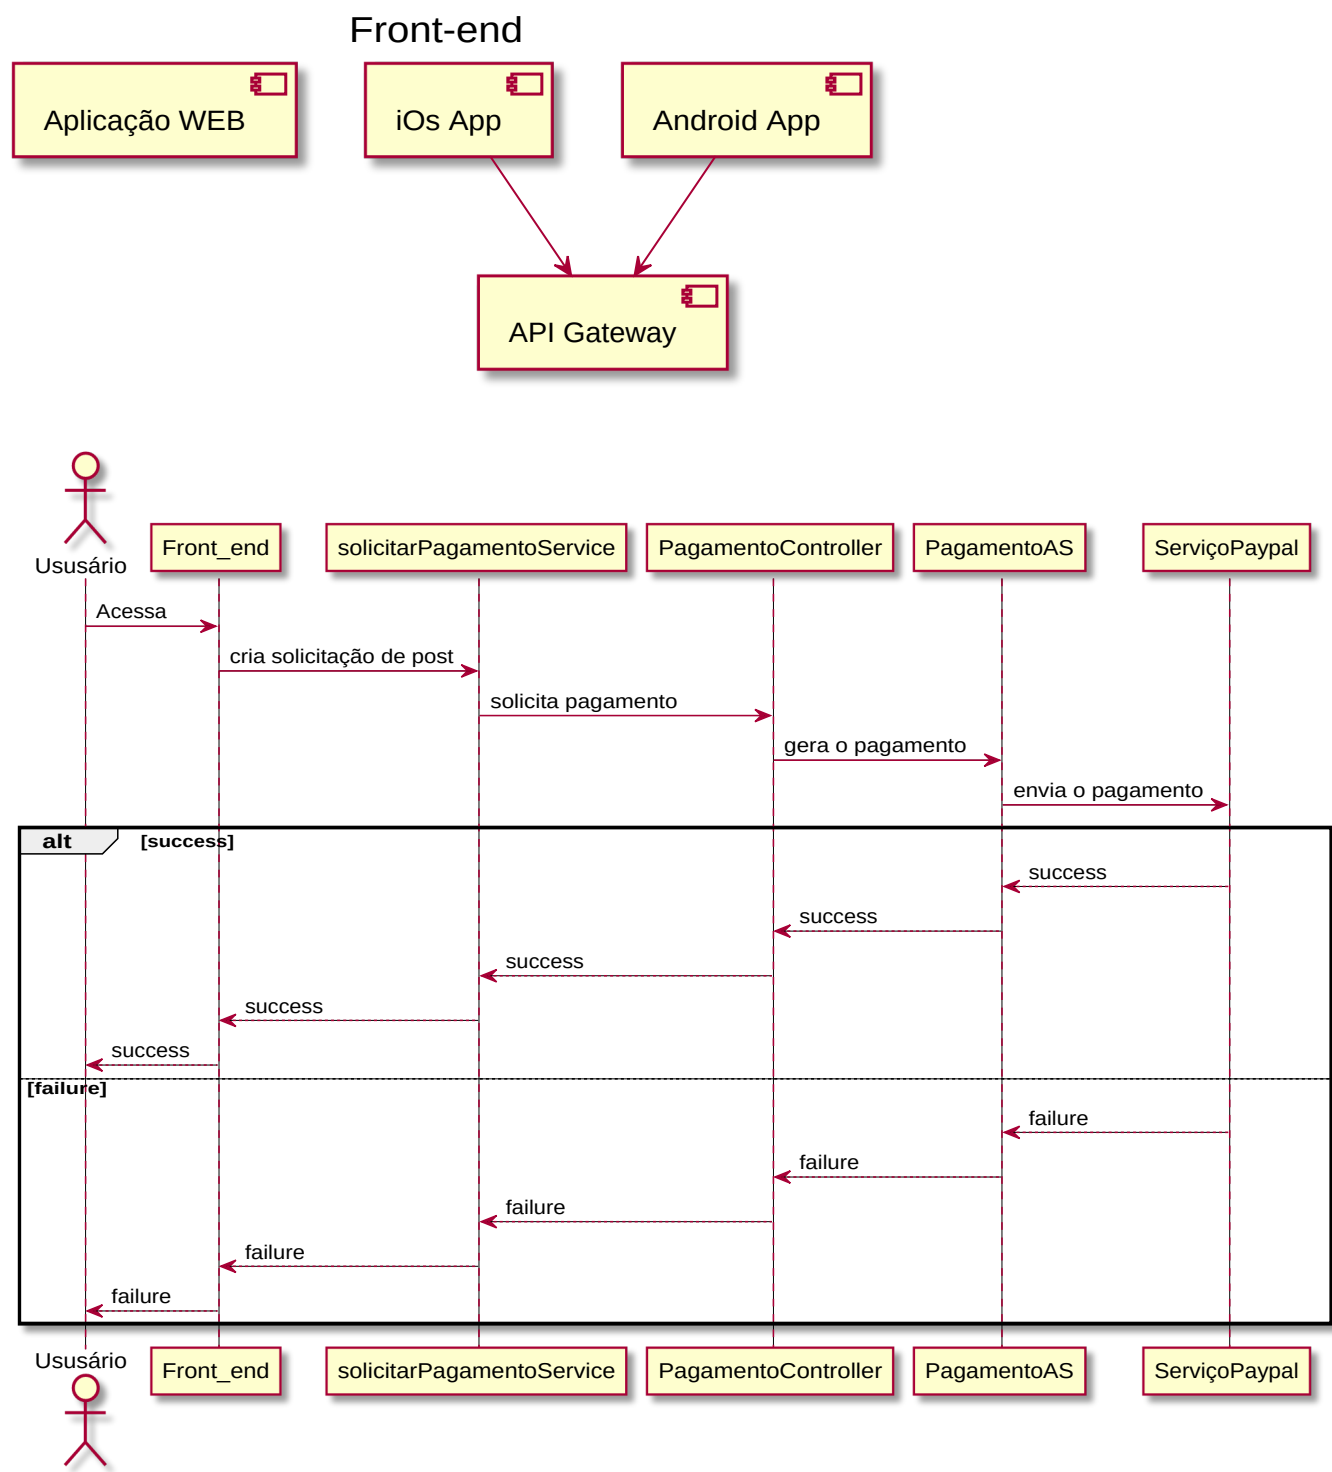 Front-end
Aplicação WEB
iOs App
Android App
API Gateway
Ususário
Front_end
solicitarPagamentoService
PagamentoController
PagamentoAS
ServiçoPaypal
Acessa
cria solicitação de post
solicita pagamento
gera o pagamento
envia o pagamento
alt
[success]
success
success
success
success
success
[failure]
failure
failure
failure
failure
failure
Ususário
Front_end
solicitarPagamentoService
PagamentoController
PagamentoAS
ServiçoPaypal